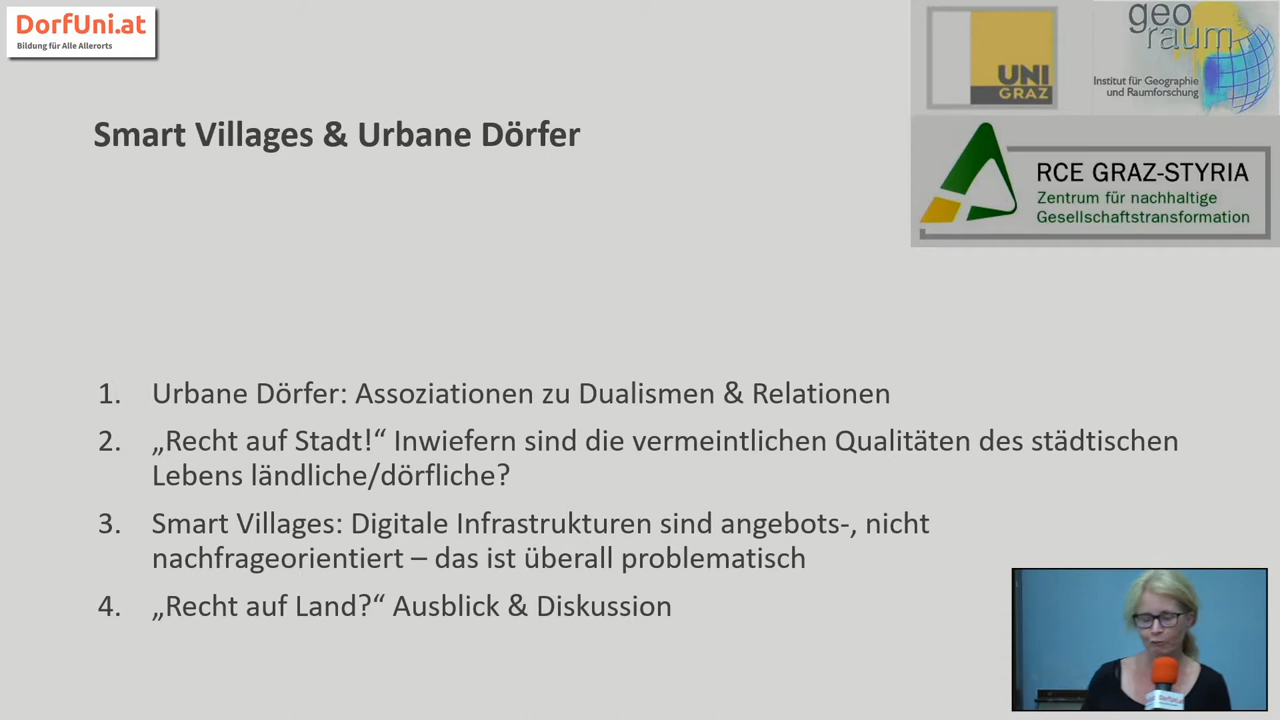 DorfUni.at
Bildung für Alle Allerorts
UNI
GRAZ
geo
raum
Institut für Geographie
und Raumforschung
RCE GRAZ-STYRIA
Zentrum für nachhaltige
Gesellschaftstransformation
Smart Villages & Urbane Dörfer
1. Urbane Dörfer: Assoziationen zu Dualismen & Relationen
2. „Recht auf Stadt!“ Inwiefern sind die vermeintlichen Qualitäten des städtischen
Lebens ländliche/dörfliche?
3. Smart Villages: Digitale Infrastrukturen sind angebots-, nicht
nachfrageorientiert – das ist überall problematisch
4. „Recht auf Land?“ Ausblick & Diskussion
DorfUni.at